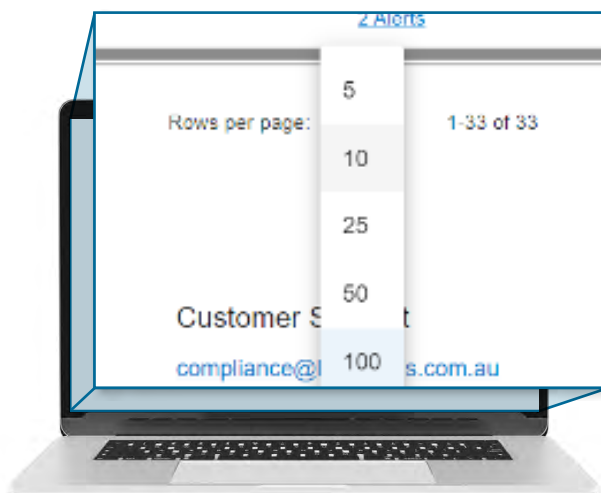 2 Alerts
5
Rows per page:
1-33 of 33
10
25
50
Customer S t
compliance@ s.com.au
100